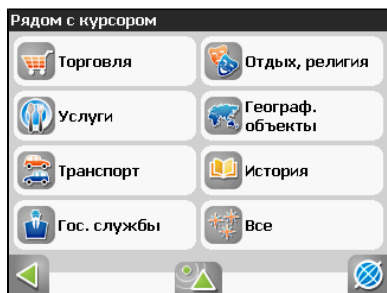 Рядом с курсором
Торговля
Отдых, религия
Услуги
Географ.
объекты
Транспорт
История
Гос. службы
Все